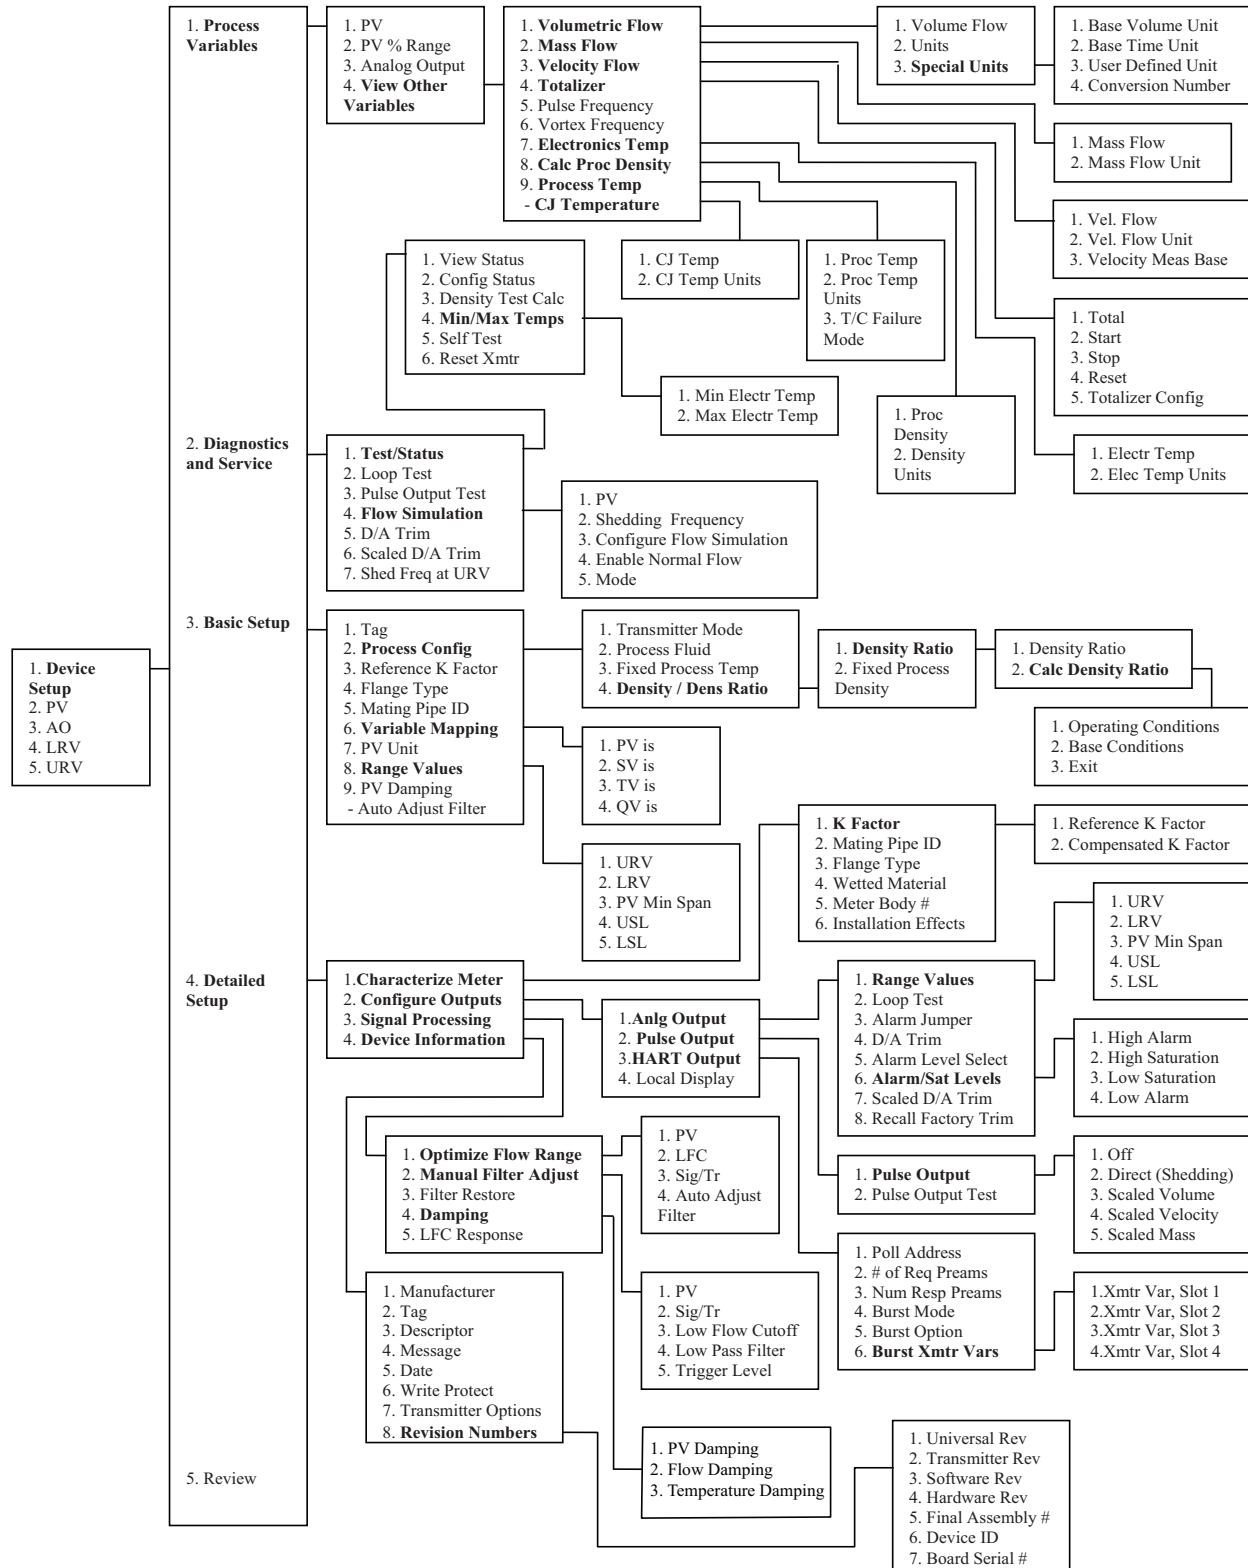 1. Device
Setup
2. PV
3. AO
4. LRV
5. URV
1. Process
Variables
2. Diagnostics
and Service
3. Basic Setup
4. Detailed
Setup
5. Review
1. PV
2. PV % Range
3. Analog Output
4. View Other
Variables
1. Volumetric Flow
2. Mass Flow
3. Velocity Flow
4. Totalizer
5. Pulse Frequency
6. Vortex Frequency
7. Electronics Temp
8. Calc Proc Density
9. Process Temp
- CJ Temperature
1. Volume Flow
2. Units
3. Special Units
1. Base Volume Unit
2. Base Time Unit
3. User Defined Unit
4. Conversion Number
1. Mass Flow
2. Mass Flow Unit
1. Vel. Flow
2. Vel. Flow Unit
3. Velocity Meas Base
1. Total
2. Start
3. Stop
4. Reset
5. Totalizer Config
1. Electr Temp
2. Elec Temp Units
1. Proc
Density
2. Density
Units
1. Proc Temp
2. Proc Temp
Units
3. T/C Failure
Mode
1. CJ Temp
2. CJ Temp Units
1. View Status
2. Config Status
3. Density Test Calc
4. Min/Max Temps
5. Self Test
6. Reset Xmtr
1. Min Electr Temp
2. Max Electr Temp
1. Test/Status
2. Loop Test
3. Pulse Output Test
4. Flow Simulation
5. D/A Trim
6. Scaled D/A Trim
7. Shed Freq at URV
1. PV
2. Shedding Frequency
3. Configure Flow Simulation
4. Enable Normal Flow
5. Mode
1. Tag
2. Process Config
3. Reference K Factor
4. Flange Type
5. Mating Pipe ID
6. Variable Mapping
7. PV Unit
8. Range Values
9. PV Damping
- Auto Adjust Filter
1. Transmitter Mode
2. Process Fluid
3. Fixed Process Temp
4. Density / Dens Ratio
1. Density Ratio
2. Fixed Process
Density
1. Density Ratio
2. Calc Density Ratio
1. Operating Conditions
2. Base Conditions
3. Exit
1. PV is
2. SV is
3. TV is
4. QV is
1. URV
2. LRV
3. PV Min Span
4. USL
5. LSL
1.Characterize Meter
2. Configure Outputs
3. Signal Processing
4. Device Information
1. K Factor
2. Mating Pipe ID
3. Flange Type
4. Wetted Material
5. Meter Body #
6. Installation Effects
1. Reference K Factor
2. Compensated K Factor
1.Anlg Output
2. Pulse Output
3.HART Output
4. Local Display
1. Range Values
2. Loop Test
3. Alarm Jumper
4. D/A Trim
5. Alarm Level Select
6. Alarm/Sat Levels
7. Scaled D/A Trim
8. Recall Factory Trim
1. URV
2. LRV
3. PV Min Span
4. USL
5. LSL
1. High Alarm
2. High Saturation
3. Low Saturation
4. Low Alarm
1. Pulse Output
2. Pulse Output Test
1. Off
2. Direct (Shedding)
3. Scaled Volume
4. Scaled Velocity
5. Scaled Mass
1. Poll Address
2. # of Req Preams
3. Num Resp Preams
4. Burst Mode
5. Burst Option
6. Burst Xmtr Vars
1.Xmtr Var, Slot 1
2.Xmtr Var, Slot 2
3.Xmtr Var, Slot 3
4.Xmtr Var, Slot 4
1. Optimize Flow Range
2. Manual Filter Adjust
3. Filter Restore
4. Damping
5. LFC Response
1. PV
2. LFC
3. Sig/Tr
4. Auto Adjust
Filter
1. PV
2. Sig/Tr
3. Low Flow Cutoff
4. Low Pass Filter
5. Trigger Level
1. PV Damping
2. Flow Damping
3. Temperature Damping
1. Manufacturer
2. Tag
3. Descriptor
4. Message
5. Date
6. Write Protect
7. Transmitter Options
8. Revision Numbers
1. Universal Rev
2. Transmitter Rev
3. Software Rev
4. Hardware Rev
5. Final Assembly #
6. Device ID
7. Board Serial #